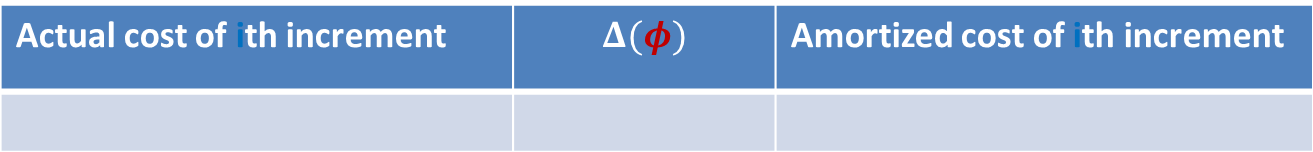 Actual cost of ith increment Δ(ϕ) Amortized cost of ith increment